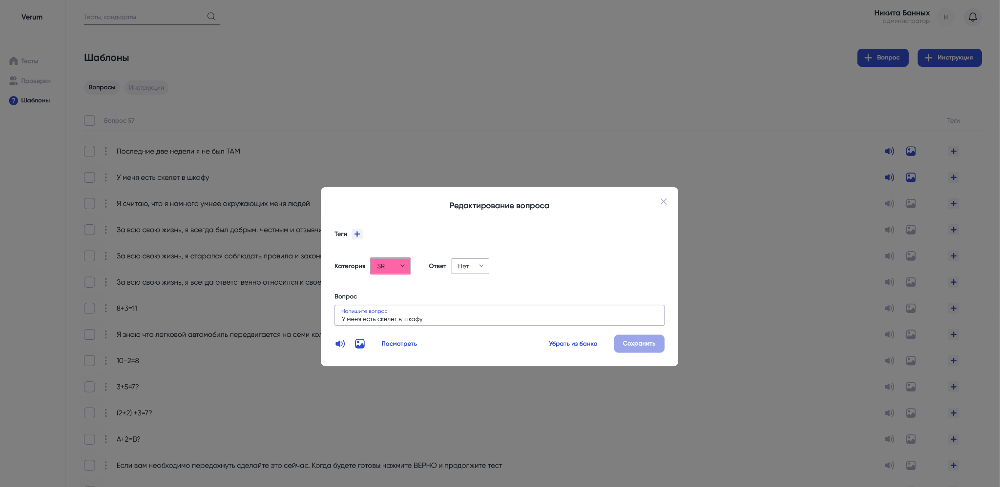 Verum
Тесты, кандидаты
Никита Банных
администратор
Н
Тесты
Проверки
Шаблоны
Шаблоны
Вопрос
Инструкция
Вопросы
Инструкции
Вопрос 57
Теги
Последние две недели я не был ТАМ
У меня есть скелет в шкафу
Я считаю, что я намного умнее окружающих меня людей
За всю свою жизнь, я всегда был добрым, честным и отзывчи
За всю свою жизнь, я старался соблюдать правила и закон
За всю свою жизнь, я всегда ответственно относился к свое
8+3=11
Я знаю что легковой автомобиль передвигается на семи кол
10-2=8
3+5=7?
(2+2) +3=7?
А+2=В?
Если вам необходимо передохнуть сделайте это сейчас. Когда будете готовы нажмите ВЕРНО и продолжите тест
Редактирование вопроса
Теги
Категория
SR
Ответ
Нет
Вопрос
Напишите вопрос
У меня есть скелет в шкафу
Посмотреть
Убрать из банка
Сохранить